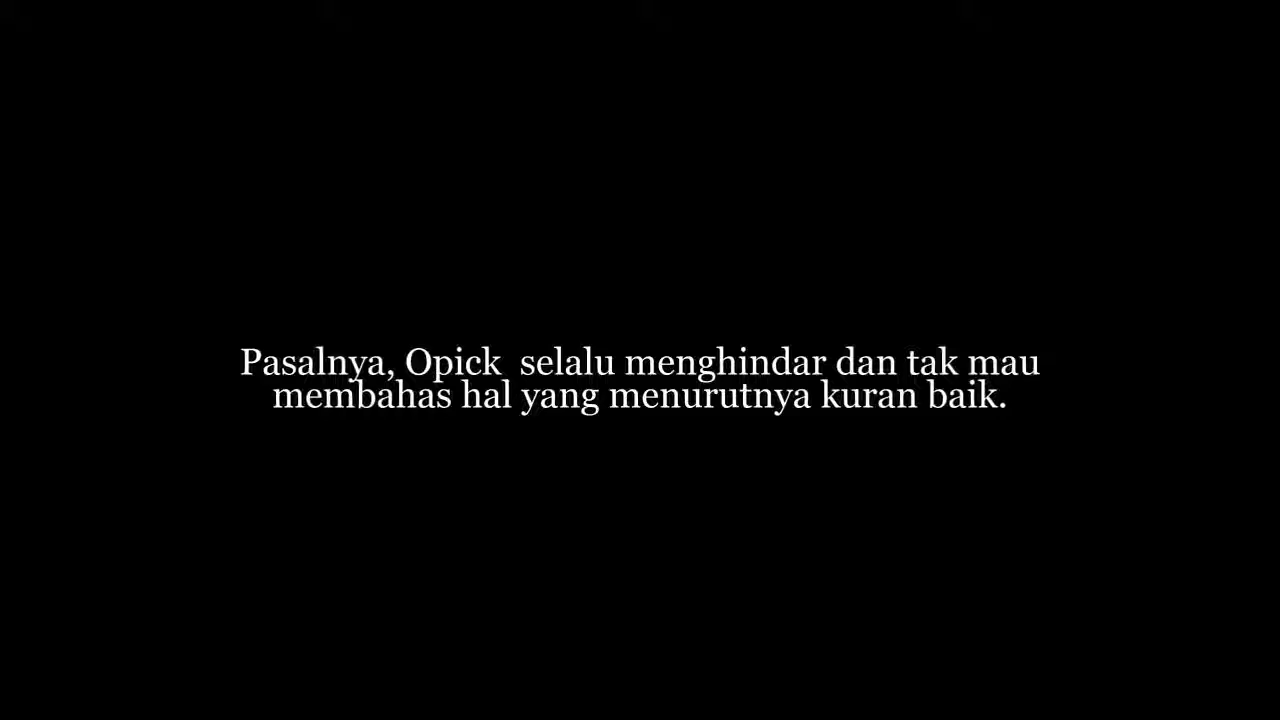 Pasalnya, Opick  selalu menghindar dan tak mau
membahas hal yang menurutnya kuran baik.